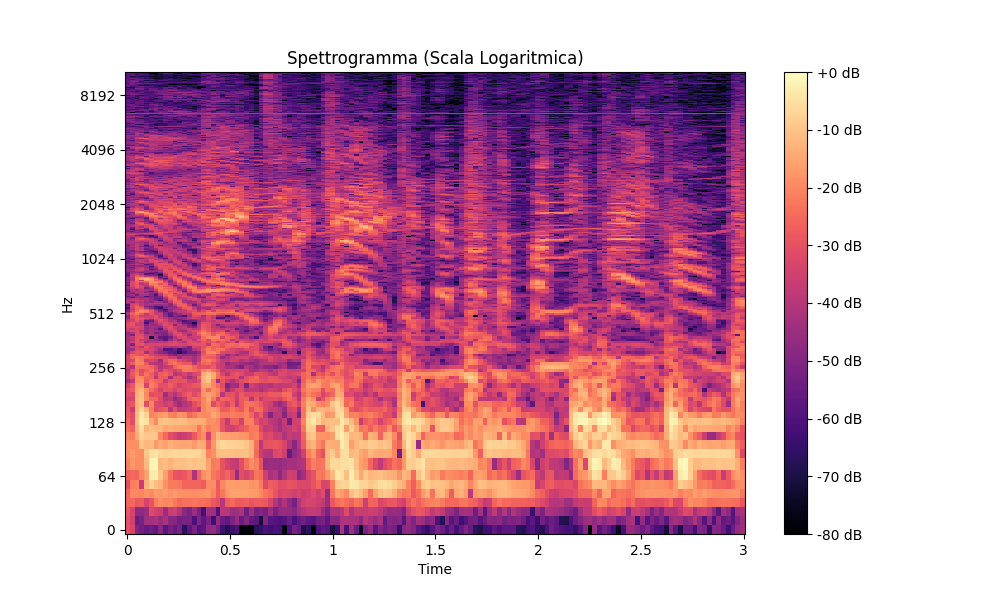 Spettrogramma (Scala Logaritmica)
Hz
8192
4096
2048
1024
512
256
128
64
0
0 0.5 1 1.5 2 2.5 3
Time
+0 dB
-10 dB
-20 dB
-30 dB
-40 dB
-50 dB
-60 dB
-70 dB
-80 dB